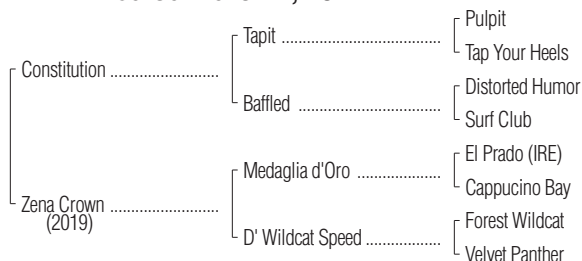 Pulpit
Tapit
Tap Your Heels
Constitution
Distorted Humor
Baffled
Surf Club
El Prado (IRE)
Medaglia d'Oro
Cappucino Bay
Zena Crown
(2019)
Forest Wildcat
D' Wildcat Speed
Velvet Panther